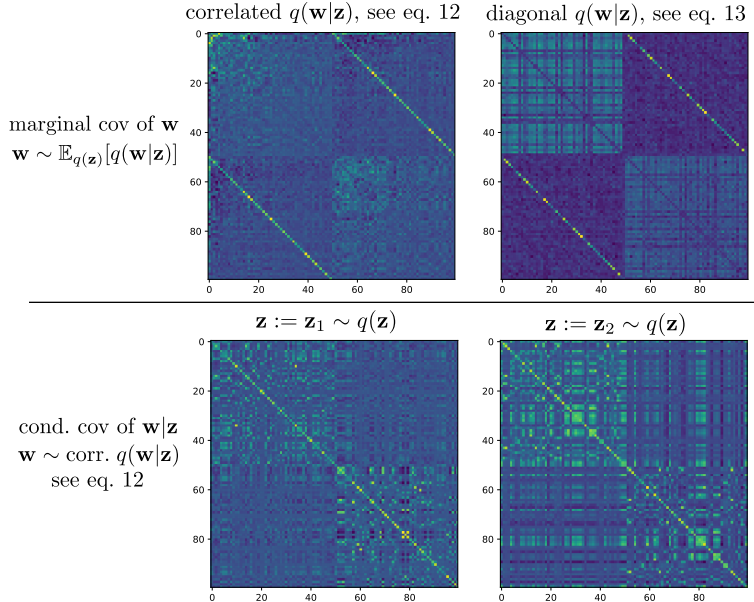 correlated q(w|z), see eq. 12
diagonal q(w|z), see eq. 13
marginal cov of w
w ∼ 𝔼q(z)[q(w|z)]
0
20
40
60
80
0 20 40 60 80
0
20
40
60
80
0 20 40 60 80
z := z₁ ∼ q(z)
z := z₂ ∼ q(z)
cond. cov of w|z
w ∼ corr. q(w|z)
see eq. 12
0
20
40
60
80
0 20 40 60 80
0
20
40
60
80
0 20 40 60 80